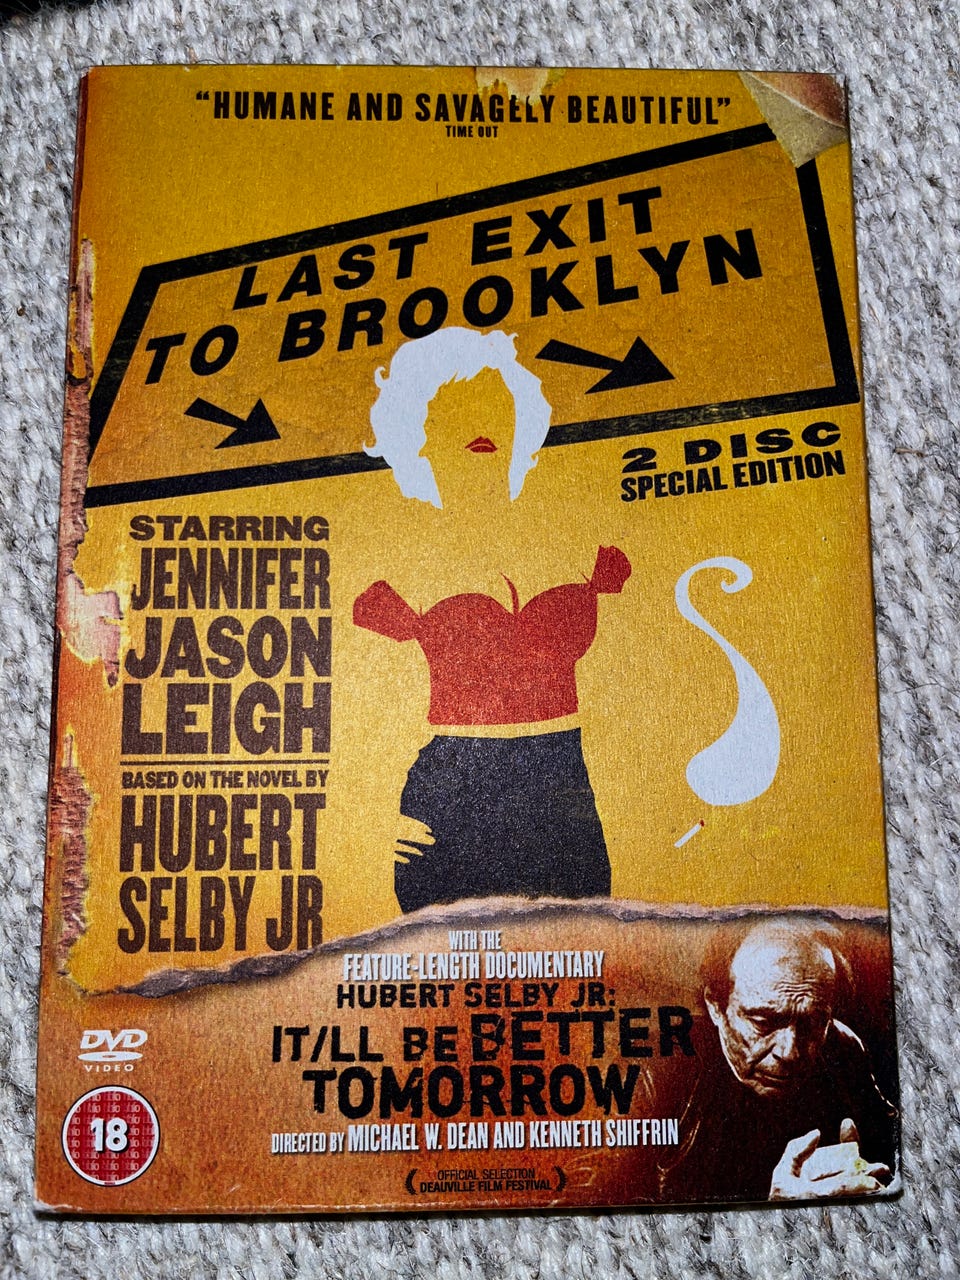 “HUMANE AND SAVAGELY BEAUTIFUL”
TIME OUT
LAST EXIT
TO BROOKLYN
2 DISC
SPECIAL EDITION
STARRING
JENNIFER
JASON
LEIGH
BASED ON THE NOVEL BY
HUBERT
SELBY JR
WITH THE
FEATURE-LENGTH DOCUMENTARY
HUBERT SELBY JR:
IT/LL BE BETTER
TOMORROW
DIRECTED BY MICHAEL W. DEAN AND KENNETH SHIFFRIN
OFFICIAL SELECTION
DEAUVILLE FILM FESTIVAL
DVD
VIDEO
18